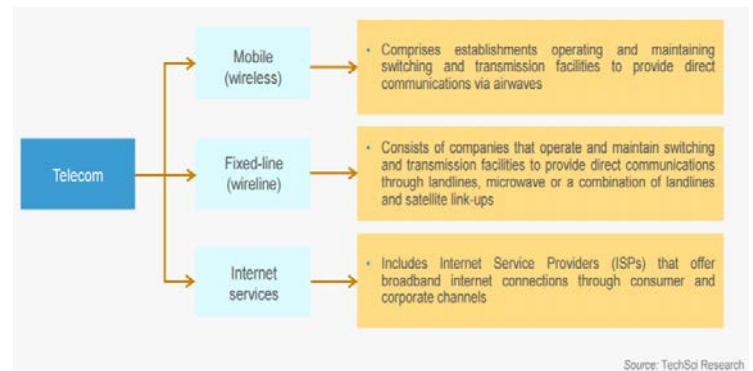 Telecom
Mobile
(wireless)
• Comprises establishments operating and maintaining
switching and transmission facilities to provide direct
communications via airwaves
Fixed-line
(wireline)
• Consists of companies that operate and maintain switching
and transmission facilities to provide direct communications
through landlines, microwave or a combination of landlines
and satellite link-ups
Internet
services
• Includes Internet Service Providers (ISPs) that offer
broadband internet connections through consumer and
corporate channels
Source: TechSci Research